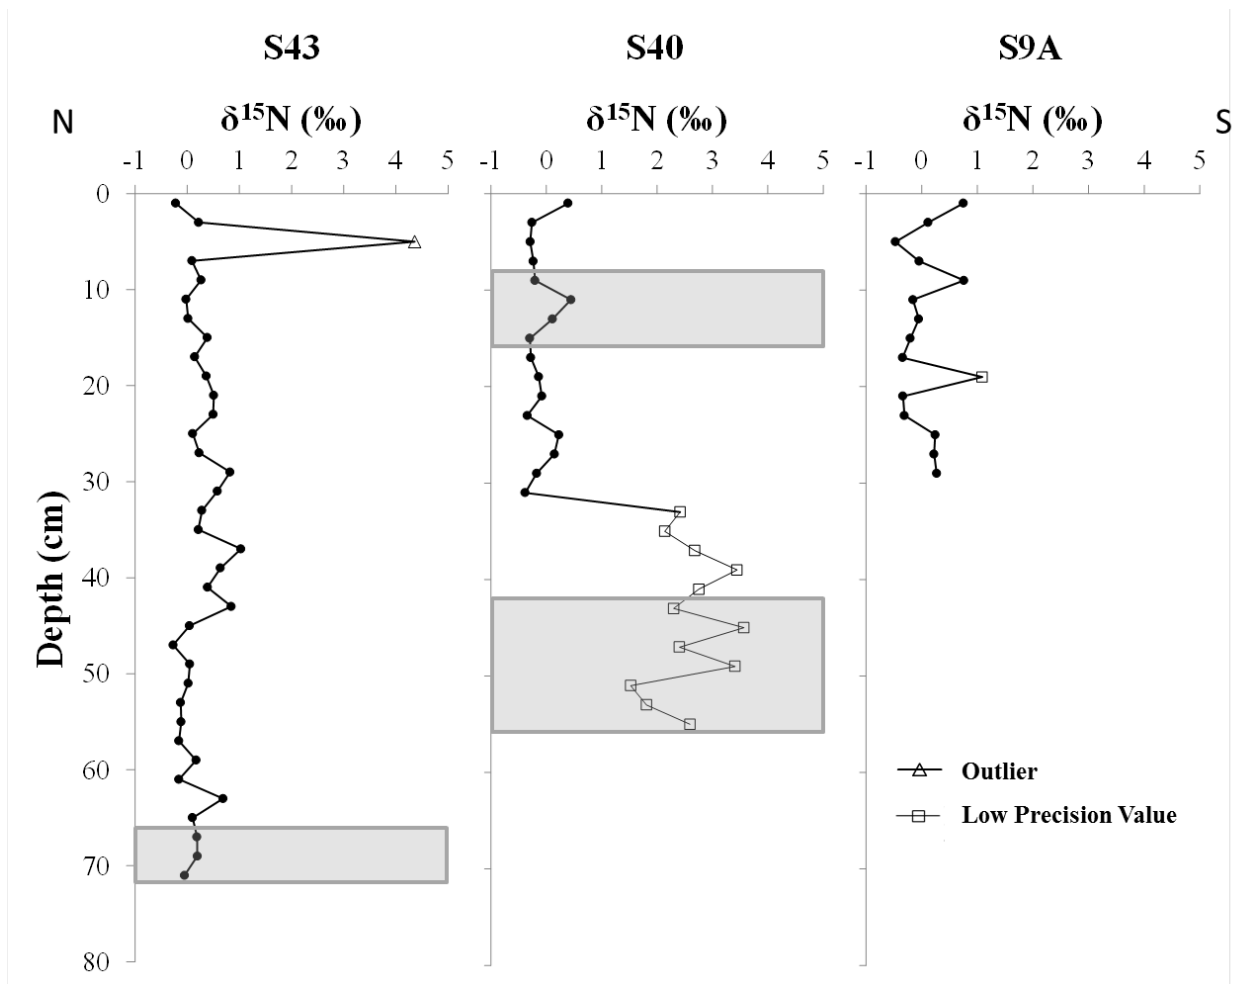 S43 S40 S9A
N δ¹⁵N (‰) δ¹⁵N (‰) δ¹⁵N (‰) S
-1 0 1 2 3 4 5 -1 0 1 2 3 4 5 -1 0 1 2 3 4 5
0
10
20
30
40
50
60
70
80
Depth (cm)
Outlier
Low Precision Value